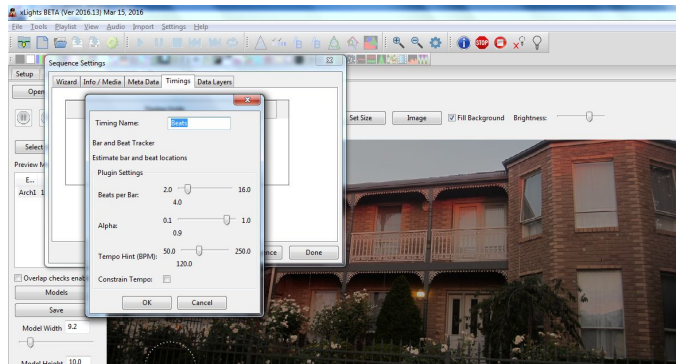 xLights BETA (Ver 2016.13) Mar 15, 2016
File Tools Playlist View Audio Import Settings Help
Sequence Settings
Setup
Wizard Info / Media Meta Data Timings Data Layers
Open
Timing Name: Beats
Set Size Image Fill Background Brightness:
Bar and Beat Tracker
Select
Estimate bar and beat locations
Preview M
Plugin Settings
E...
Arch1 1
Beats per Bar: 2.0 16.0
4.0
Alpha: 0.1 1.0
0.9
Tempo Hint (BPM): 50.0 250.0
120.0
ence Done
Overlap checks enab
Constrain Tempo:
Models
OK Cancel
Save
Model Width 9.2
Model Height 10.0